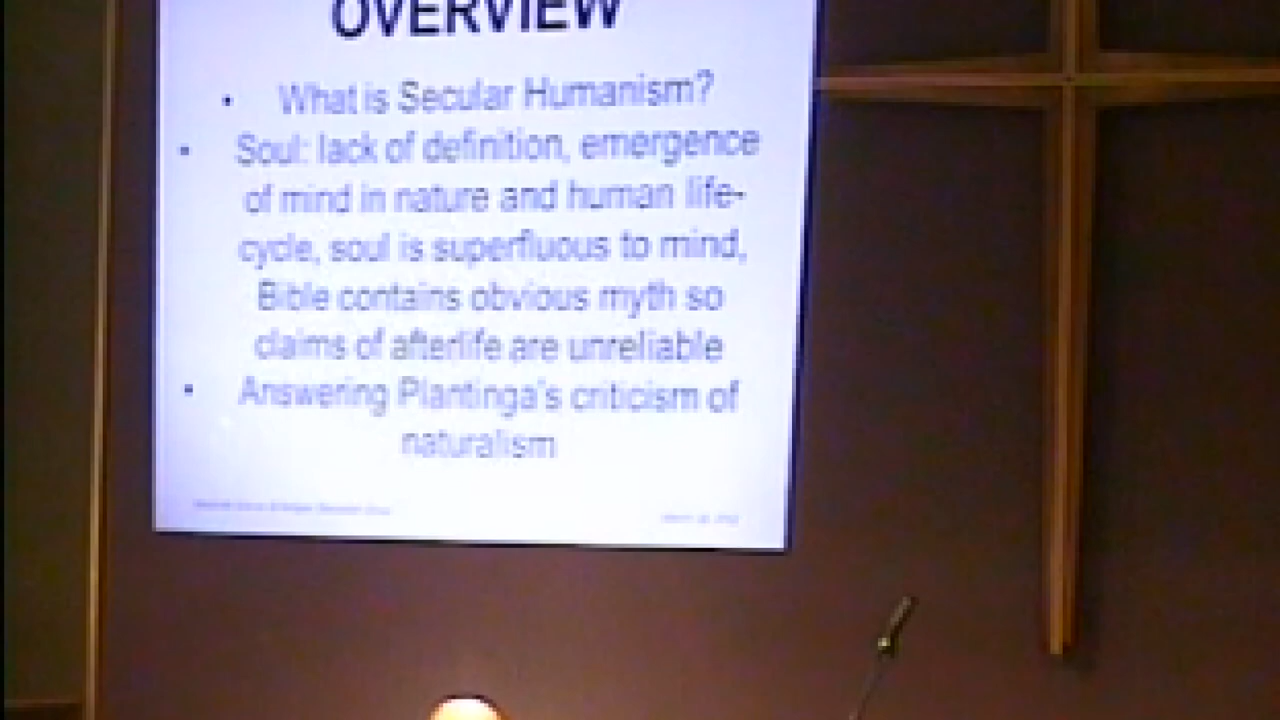 OVERVIEW
• What is Secular Humanism?
• Soul: lack of definition, emergence
of mind in nature and human life-
cycle, soul is superfluous to mind,
Bible contains obvious myth so
claims of afterlife are unreliable
• Answering Plantinga's criticism of
naturalism